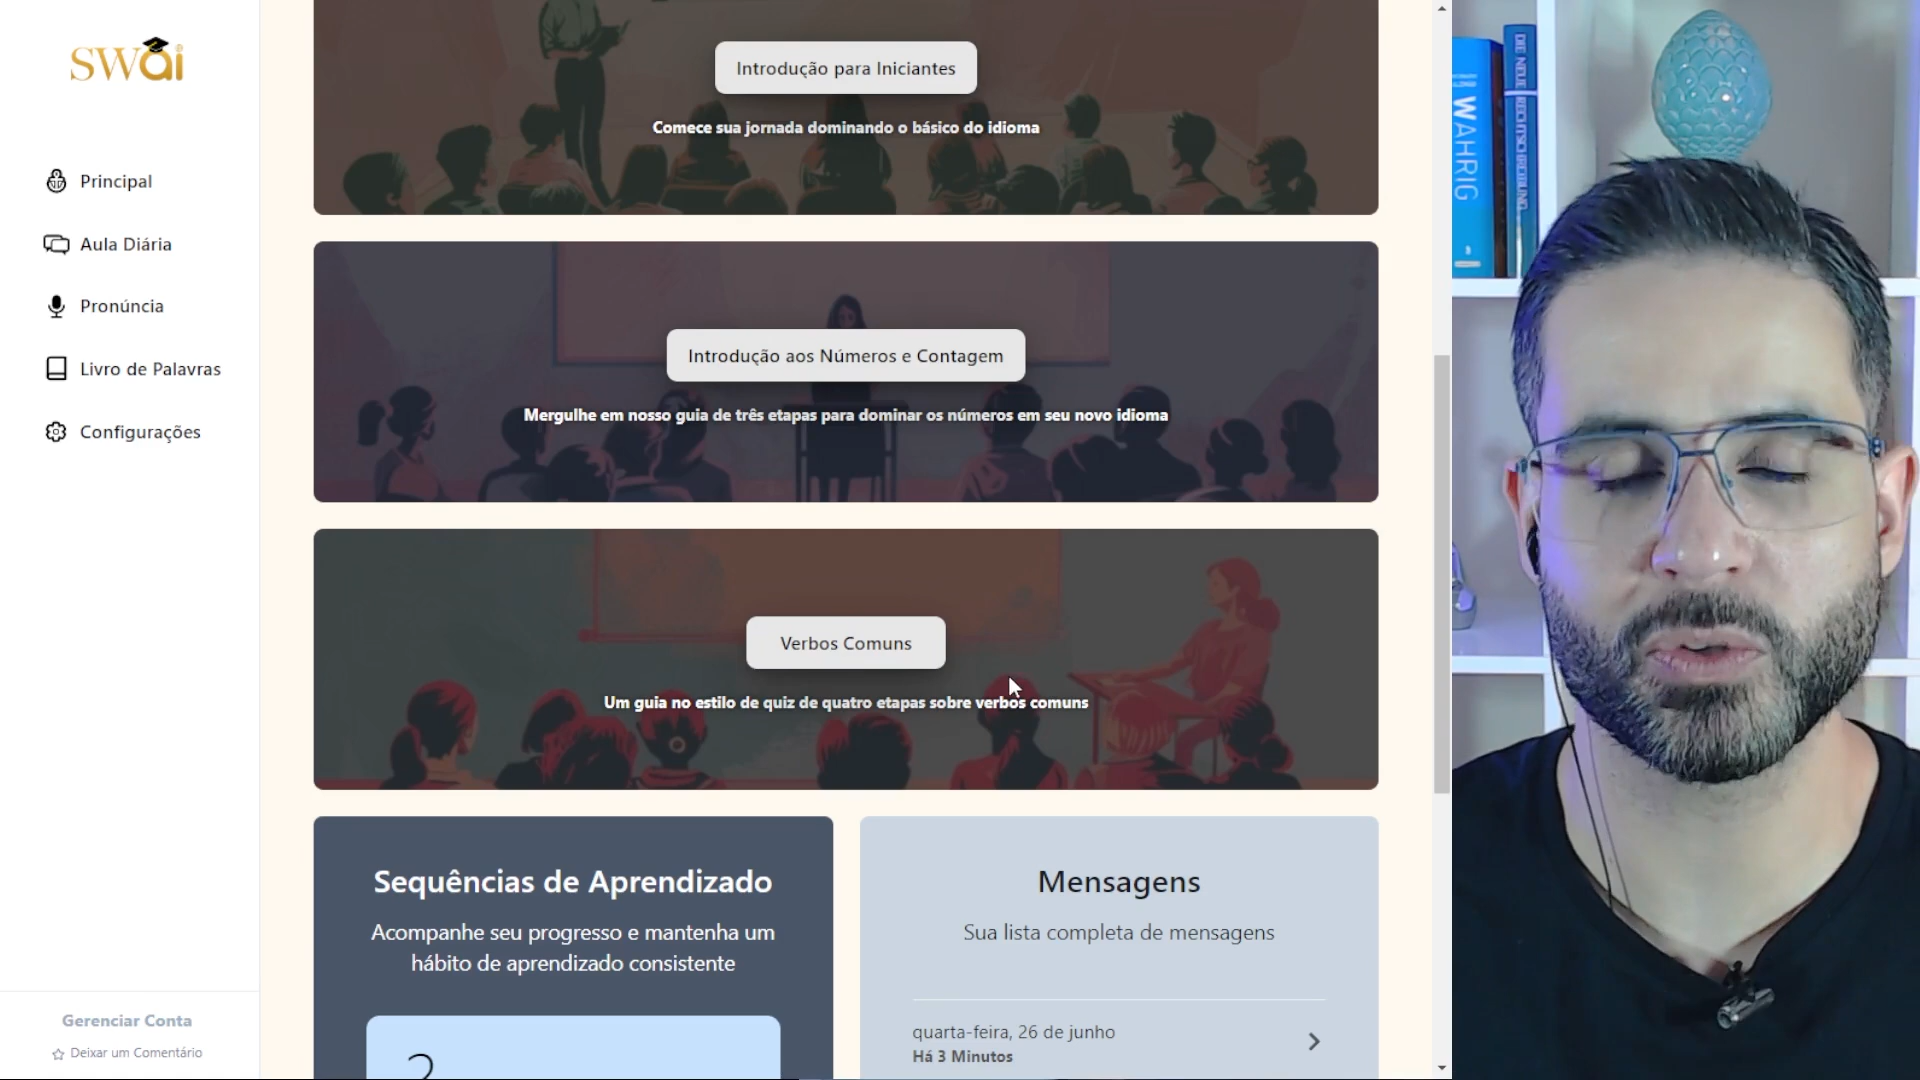 swai
Principal
Aula Diária
Pronúncia
Livro de Palavras
Configurações
Gerenciar Conta
Deixar um Comentário
Introdução para Iniciantes
Comece sua jornada dominando o básico do idioma
Introdução aos Números e Contagem
Mergulhe em nosso guia de três etapas para dominar os números em seu novo idioma
Verbos Comuns
Um guia no estilo de quiz de quatro etapas sobre verbos comuns
Sequências de Aprendizado
Acompanhe seu progresso e mantenha um
hábito de aprendizado consistente
2
Mensagens
Sua lista completa de mensagens
quarta-feira, 26 de junho
Há 3 Minutos
WAHRIG
DIE NEUE RECHTSCHREIBUNG